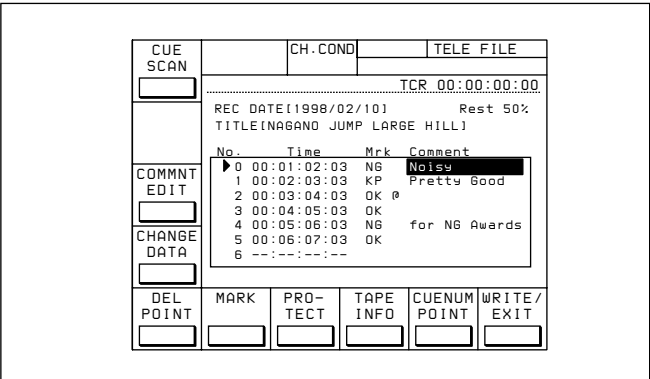 CUE SCAN
CH.COND
TELE FILE
TCR 00:00:00:00
REC DATE[1998/02/10] Rest 50%
TITLE[NAGANO JUMP LARGE HILL]
No. Time Mrk Comment
0 00:01:02:03 NG Noisy
1 00:02:03:03 KP Pretty Good
2 00:03:04:03 OK
3 00:04:05:03 OK
4 00:05:06:03 NG for NG Awards
5 00:06:07:03 OK
6 --:--:--:--
COMMNT
EDIT
CHANGE
DATA
DEL
POINT
MARK
PRO-
TECT
TAPE
INFO
CUENUM
POINT
WRITE/
EXIT